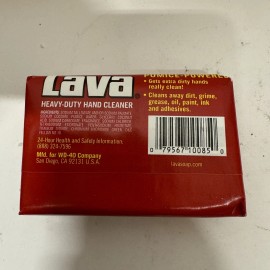 Lava®
HEAVY-DUTY HAND CLEANER
24-Hour Health and Safety Information:
(888) 324-7596
Mfd. for WD-40 Company
San Diego, CA 92131 U.S.A.
PUMICE-POWERED
• Gets extra dirty hands
really clean!
• Cleans away dirt, grime,
grease, oil, paint, ink
and adhesives.
0 79567 10085 0
lavasoap.com